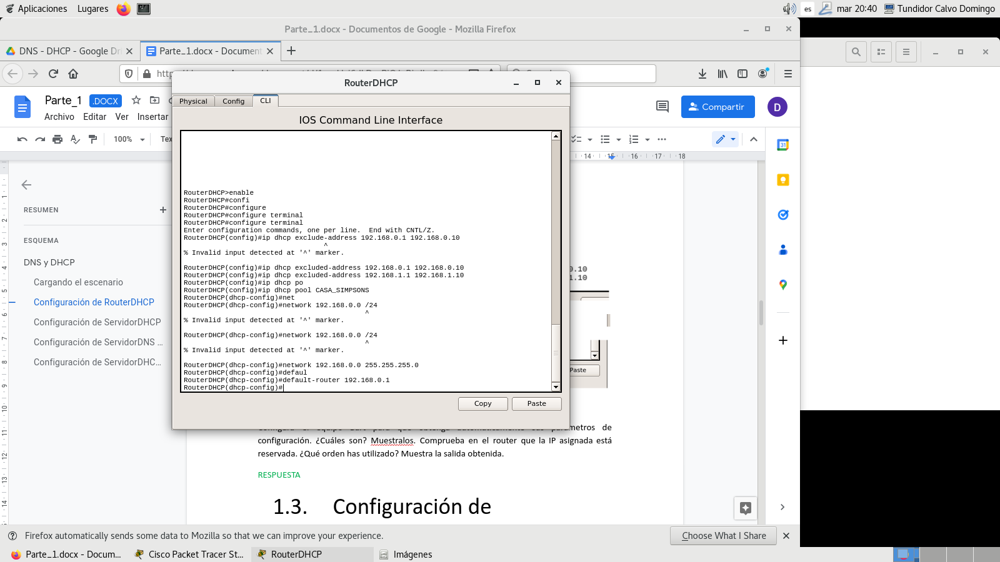 Aplicaciones Lugares es mar 20:40 Tundidor Calvo Domingo
Parte_1.docx - Documentos de Google - Mozilla Firefox
DNS - DHCP - Google Dri
Parte_1.docx - Document
Parte_1 .DOCX
Compartir
D
Archivo Editar Ver Insertar
100%
14 15 16 17 18
RouterDHCP
Physical Config CLI
IOS Command Line Interface
RouterDHCP>enable
RouterDHCP#confi
RouterDHCP#configure
RouterDHCP#configure terminal
RouterDHCP#configure terminal
Enter configuration commands, one per line.  End with CNTL/Z.
RouterDHCP(config)#ip dhcp exclude-address 192.168.0.1 192.168.0.10
^
% Invalid input detected at '^' marker.
RouterDHCP(config)#ip dhcp excluded-address 192.168.0.1 192.168.0.10
RouterDHCP(config)#ip dhcp excluded-address 192.168.1.1 192.168.1.10
RouterDHCP(config)#ip dhcp po
RouterDHCP(config)#ip dhcp pool CASA_SIMPSONS
RouterDHCP(dhcp-config)#net
RouterDHCP(dhcp-config)#network 192.168.0.0 /24
^
% Invalid input detected at '^' marker.
RouterDHCP(dhcp-config)#network 192.168.0.0 /24
^
% Invalid input detected at '^' marker.
RouterDHCP(dhcp-config)#network 192.168.0.0 255.255.255.0
RouterDHCP(dhcp-config)#defaul
RouterDHCP(dhcp-config)#default-router 192.168.0.1
RouterDHCP(dhcp-config)#
Copy Paste
RESUMEN
ESQUEMA
DNS y DHCP
Cargando el escenario
Configuración de RouterDHCP
Configuración de ServidorDHCP
Configuración de ServidorDNS ...
Configuración de ServidorDHC...
0.10
1.10
Paste
31
configuración. ¿Cuáles son? Muestralos. Comprueba en el router que la IP asignada está
reservada. ¿Qué orden has utilizado? Muestra la salida obtenida.
RESPUESTA
1.3. Configuración de
Firefox automatically sends some data to Mozilla so that we can improve your experience.
Choose What I Share
Parte_1.docx - Docum... Cisco Packet Tracer St... RouterDHCP Imágenes